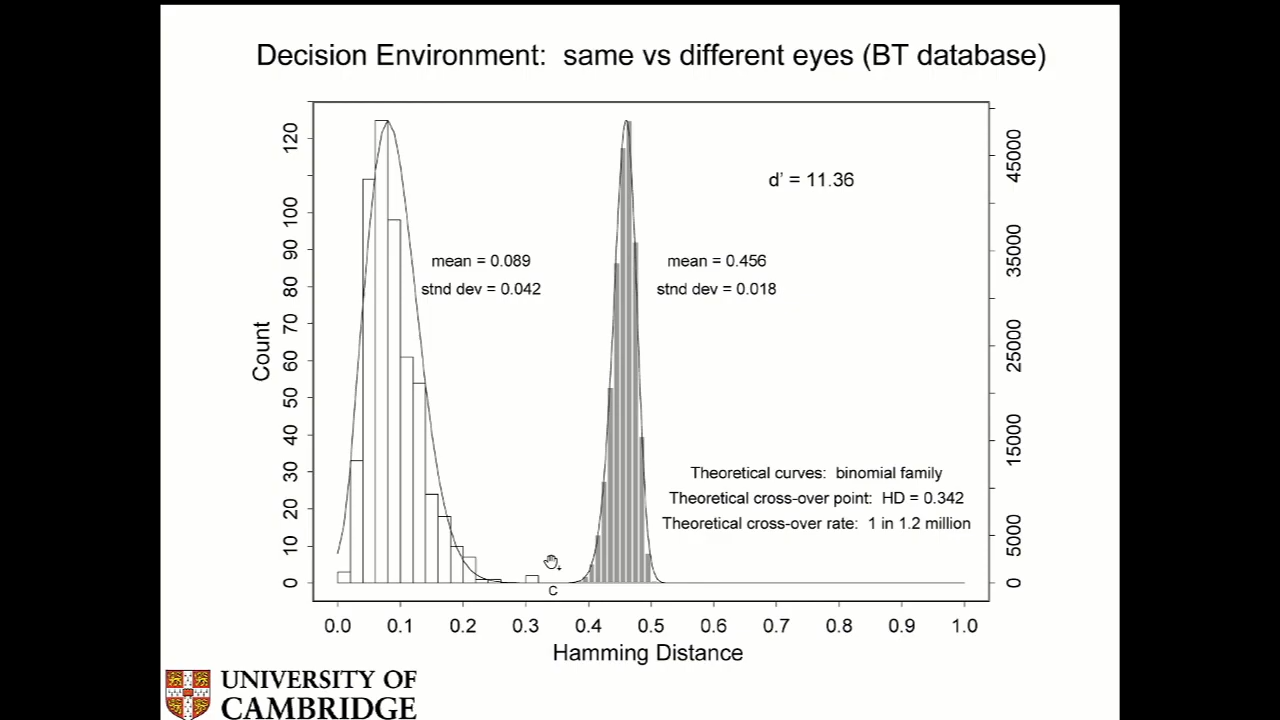 Decision Environment: same vs different eyes (BT database)
d' = 11.36
mean = 0.089
stnd dev = 0.042
mean = 0.456
stnd dev = 0.018
Theoretical curves: binomial family
Theoretical cross-over point: HD = 0.342
Theoretical cross-over rate: 1 in 1.2 million
Count
120
100
90
80
70
60
50
40
30
20
10
0
45000
35000
25000
15000
5000
0
C
0.0 0.1 0.2 0.3 0.4 0.5 0.6 0.7 0.8 0.9 1.0
Hamming Distance
UNIVERSITY OF
CAMBRIDGE